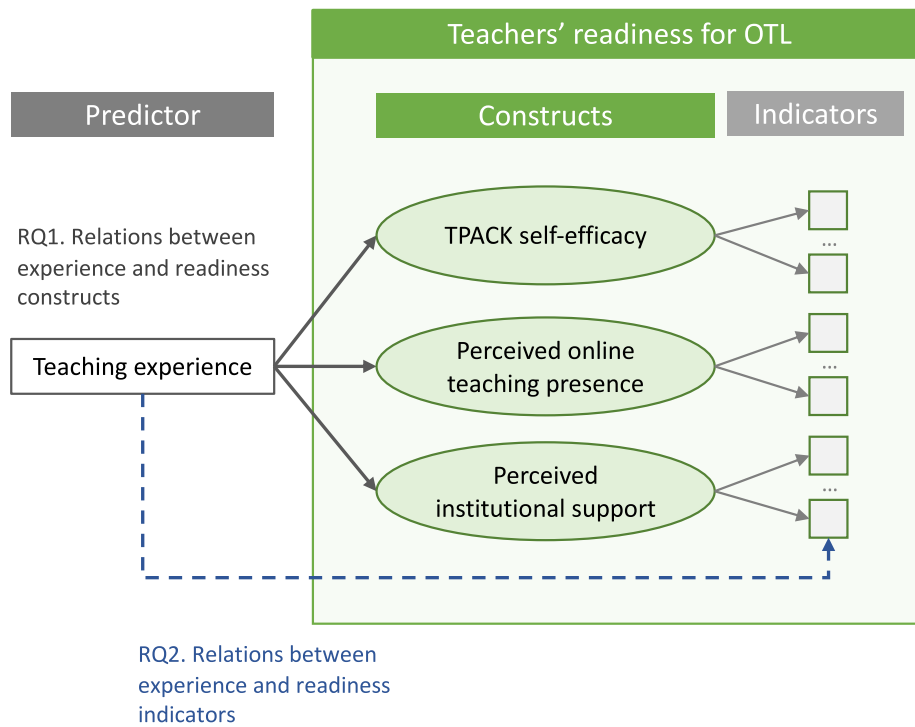 Teachers’ readiness for OTL
Predictor
Constructs
Indicators
RQ1. Relations between
experience and readiness
constructs
TPACK self-efficacy
...
Teaching experience
Perceived online
teaching presence
...
Perceived
institutional support
...
RQ2. Relations between
experience and readiness
indicators